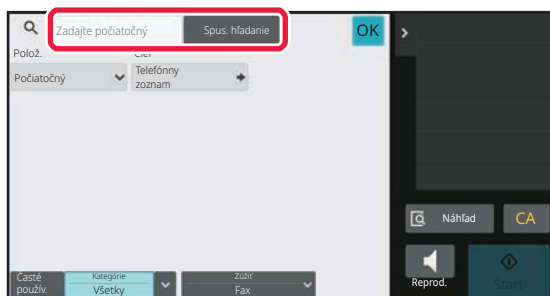 Zadajte počiatočný
Spus. hľadanie
OK
Polož.
Cieľ
Počiatočný
Telefónny
zoznam
Náhľad
CA
Reprod.
Štart
Časté
použív.
Kategórie
Všetky
Zúžiť
Fax